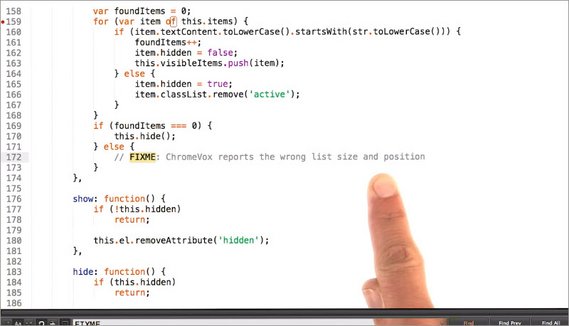 158 var foundItems = 0;
159 for (var item of this.items) {
160 if (item.textContent.toLowerCase().startsWith(str.toLowerCase())) {
161 foundItems++;
162 item.hidden = false;
163 this.visibleItems.push(item);
164 } else {
165 item.hidden = true;
166 item.classList.remove('active');
167 }
168 }
169 if (foundItems === 0) {
170 this.hide();
171 } else {
172 // FIXME: ChromeVox reports the wrong list size and position
173 }
174 },
175
176 show: function() {
177 if (!this.hidden)
178 return;
179
180 this.el.removeAttribute('hidden');
181 },
182
183 hide: function() {
184 if (this.hidden)
185 return;
186
FIXME Find Find Prev Find All